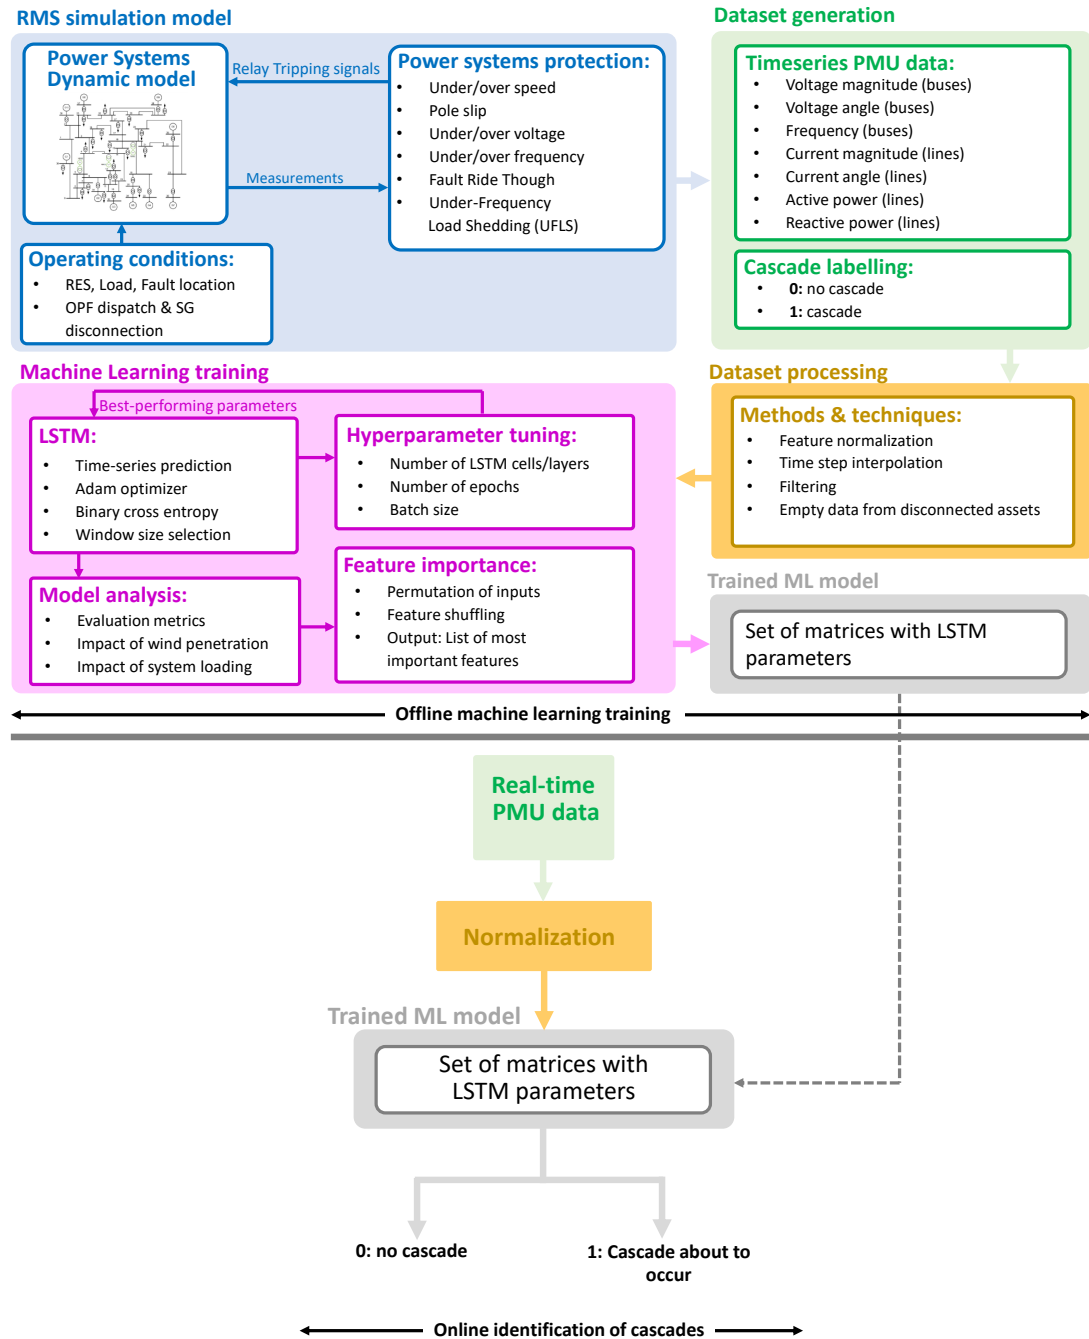 RMS simulation model
Power Systems
Dynamic model
Relay Tripping signals
Measurements
Power systems protection:
• Under/over speed
• Pole slip
• Under/over voltage
• Under/over frequency
• Fault Ride Though
• Under-Frequency
Load Shedding (UFLS)
Operating conditions:
• RES, Load, Fault location
• OPF dispatch & SG
disconnection
Dataset generation
Timeseries PMU data:
• Voltage magnitude (buses)
• Voltage angle (buses)
• Frequency (buses)
• Current magnitude (lines)
• Current angle (lines)
• Active power (lines)
• Reactive power (lines)
Cascade labelling:
• 0: no cascade
• 1: cascade
Machine Learning training
Best-performing parameters
LSTM:
• Time-series prediction
• Adam optimizer
• Binary cross entropy
• Window size selection
Hyperparameter tuning:
• Number of LSTM cells/layers
• Number of epochs
• Batch size
Model analysis:
• Evaluation metrics
• Impact of wind penetration
• Impact of system loading
Feature importance:
• Permutation of inputs
• Feature shuffling
• Output: List of most
important features
Dataset processing
Methods & techniques:
• Feature normalization
• Time step interpolation
• Filtering
• Empty data from disconnected assets
Trained ML model
Set of matrices with LSTM
parameters
Offline machine learning training
Real-time
PMU data
Normalization
Trained ML model
Set of matrices with
LSTM parameters
0: no cascade
1: Cascade about to
occur
Online identification of cascades